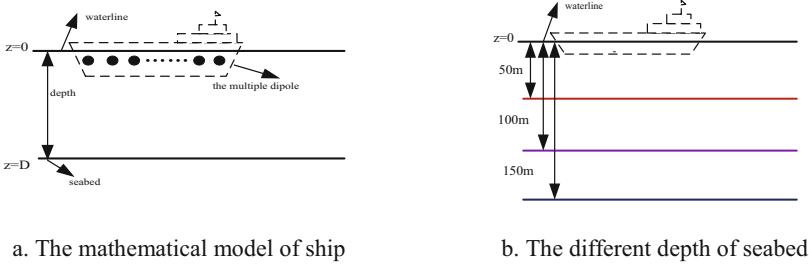 waterline
z=0
the multiple dipole
depth
z=D
seabed
a. The mathematical model of ship
waterline
z=0
50m
100m
150m
b. The different depth of seabed